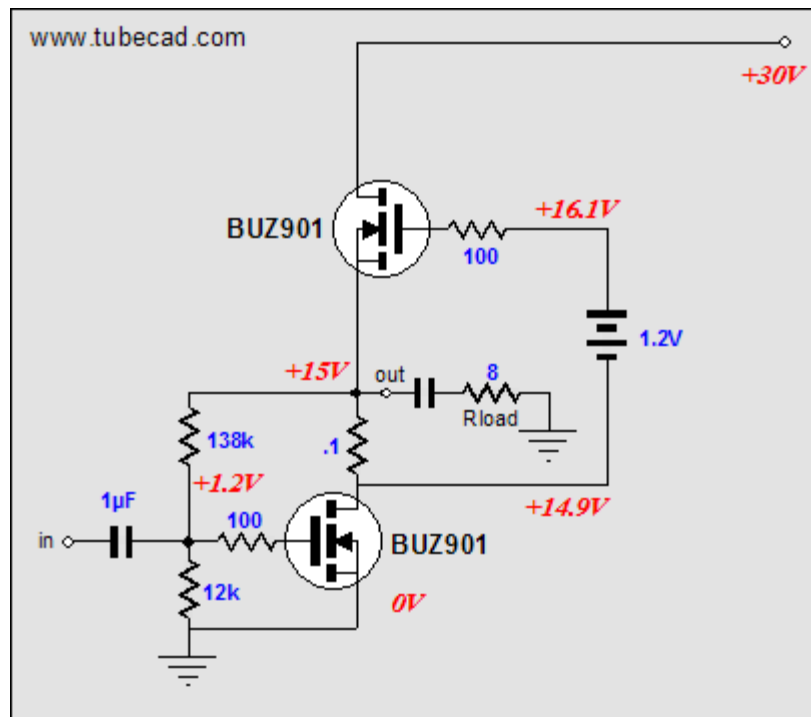 www.tubecad.com
+30V
BUZ901
+16.1V
100
1.2V
+15V
out
8
Rload
138k
.1
+1.2V
+14.9V
1µF
100
in
BUZ901
12k
0V